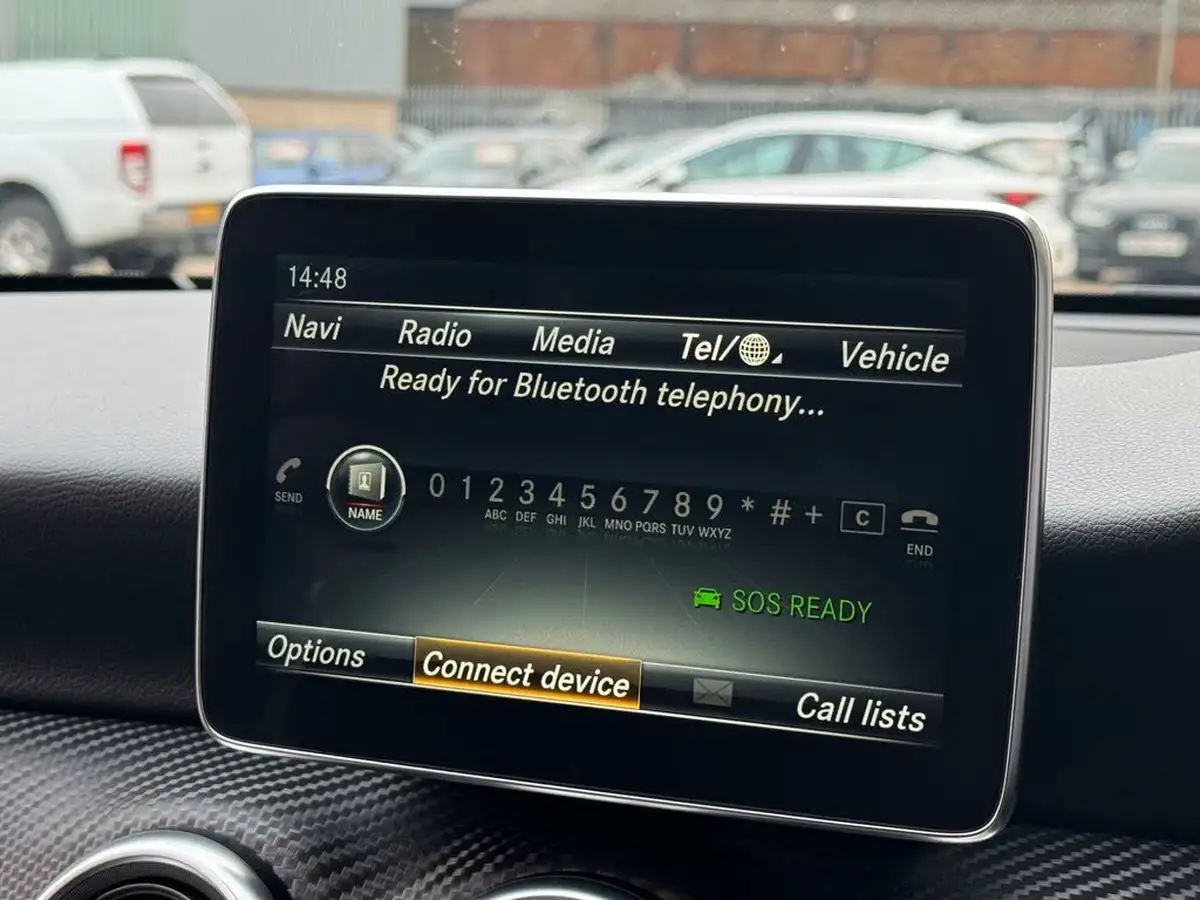 14:48
Navi Radio Media Tel/ Vehicle
Ready for Bluetooth telephony...
SEND NAME 0 1 2 3 4 5 6 7 8 9 * # + C END
ABC DEF GHI JKL MNO PQRS TUV WXYZ
SOS READY
Options Connect device Call lists